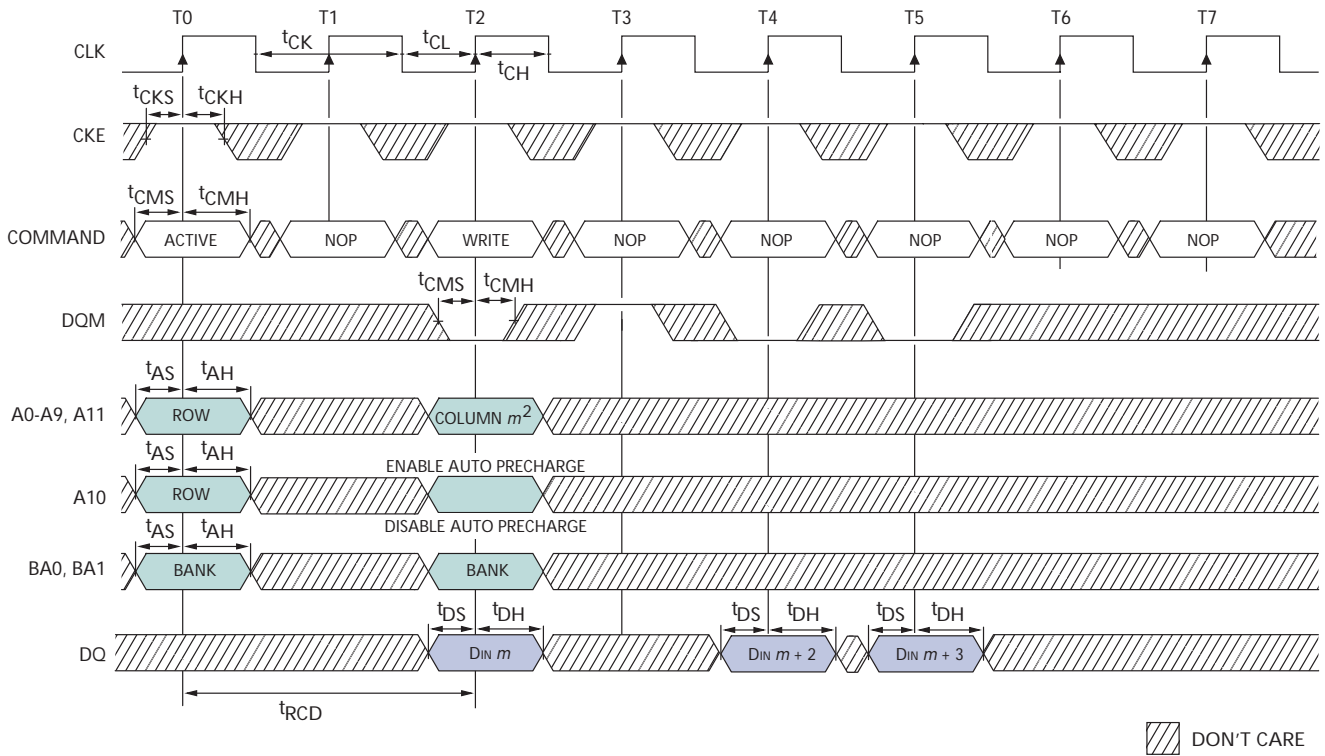 T0 T1 T2 T3 T4 T5 T6 T7
CLK tCK tCL
tCH
tCKS tCKH
CKE
tCMS tCMH
COMMAND ACTIVE NOP WRITE NOP NOP NOP NOP NOP
tCMS tCMH
DQM
tAS tAH
A0-A9, A11 ROW COLUMN m2
tAS tAH ENABLE AUTO PRECHARGE
A10 ROW
tAS tAH DISABLE AUTO PRECHARGE
BA0, BA1 BANK BANK
tDS tDH tDS tDH tDS tDH
DQ DIN m DIN m + 2 DIN m + 3
tRCD
DON'T CARE